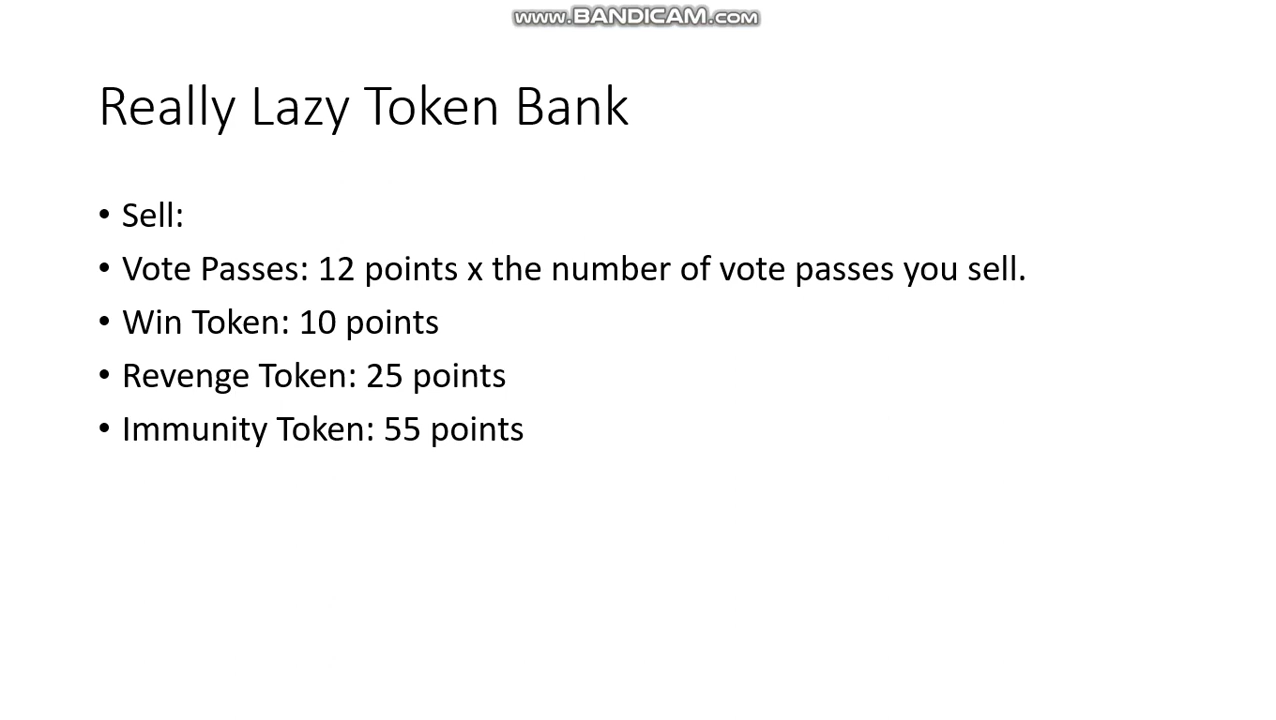 www.BANDICAM.com
Really Lazy Token Bank
• Sell:
• Vote Passes: 12 points x the number of vote passes you sell.
• Win Token: 10 points
• Revenge Token: 25 points
• Immunity Token: 55 points